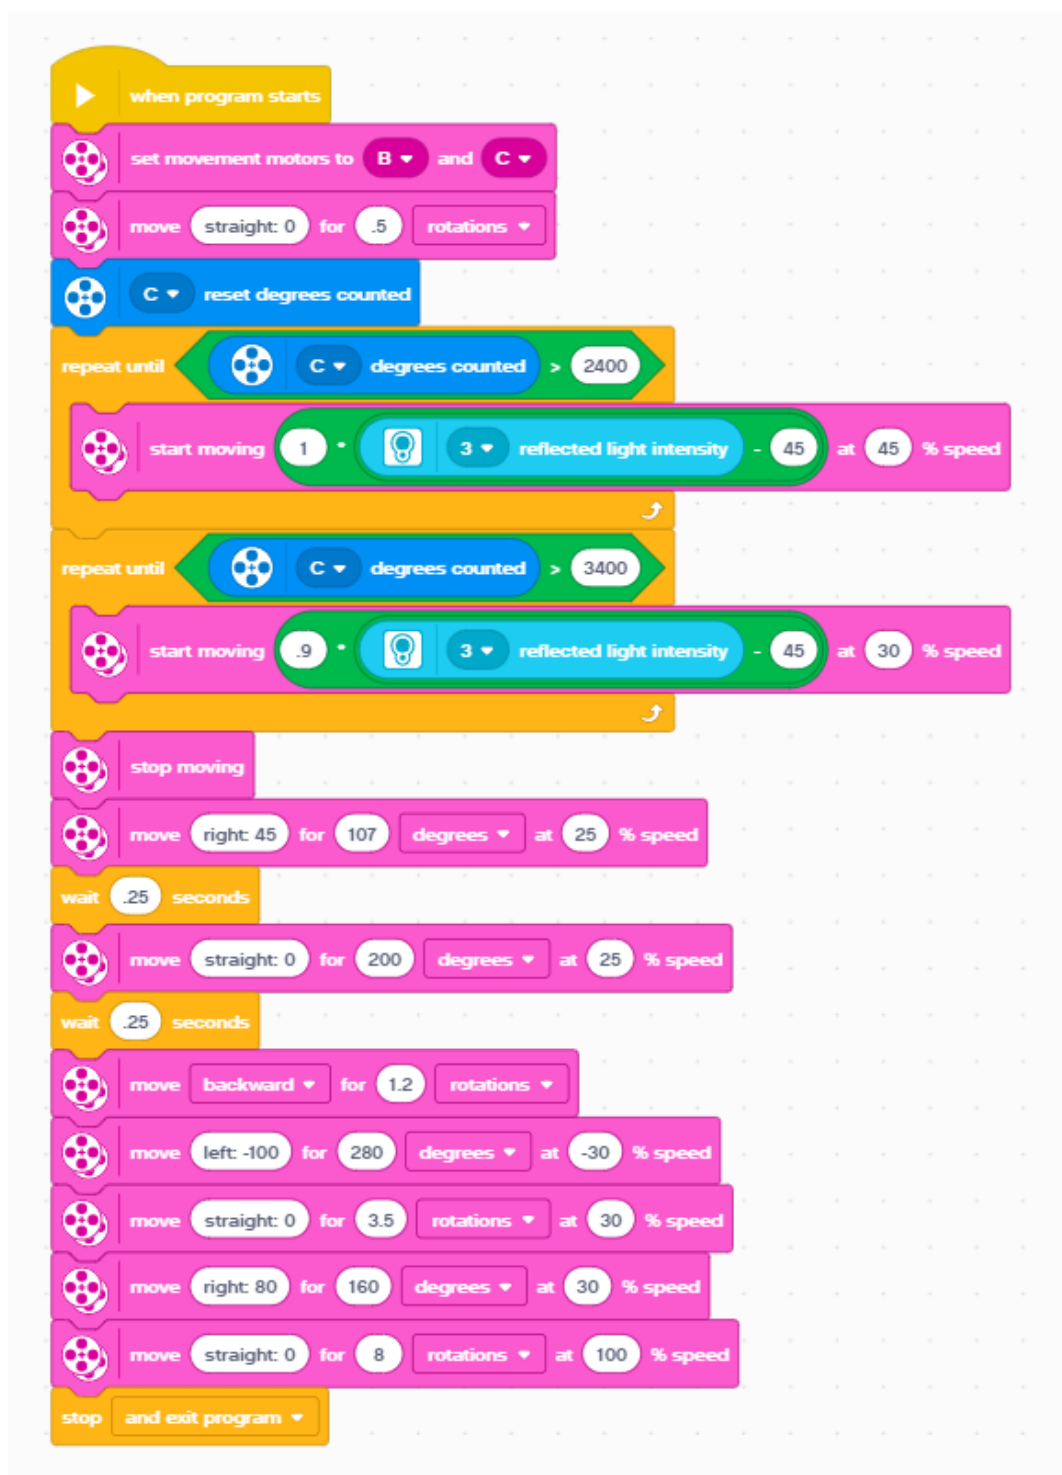 when program starts
set movement motors to B and C
move straight: 0 for .5 rotations
C reset degrees counted
repeat until C degrees counted > 2400
start moving 1 * 3 reflected light intensity - 45 at 45 % speed
repeat until C degrees counted > 3400
start moving .9 * 3 reflected light intensity - 45 at 30 % speed
stop moving
move right: 45 for 107 degrees at 25 % speed
wait .25 seconds
move straight: 0 for 200 degrees at 25 % speed
wait .25 seconds
move backward for 1.2 rotations
move left: -100 for 280 degrees at -30 % speed
move straight: 0 for 3.5 rotations at 30 % speed
move right: 80 for 160 degrees at 30 % speed
move straight: 0 for 8 rotations at 100 % speed
stop and exit program